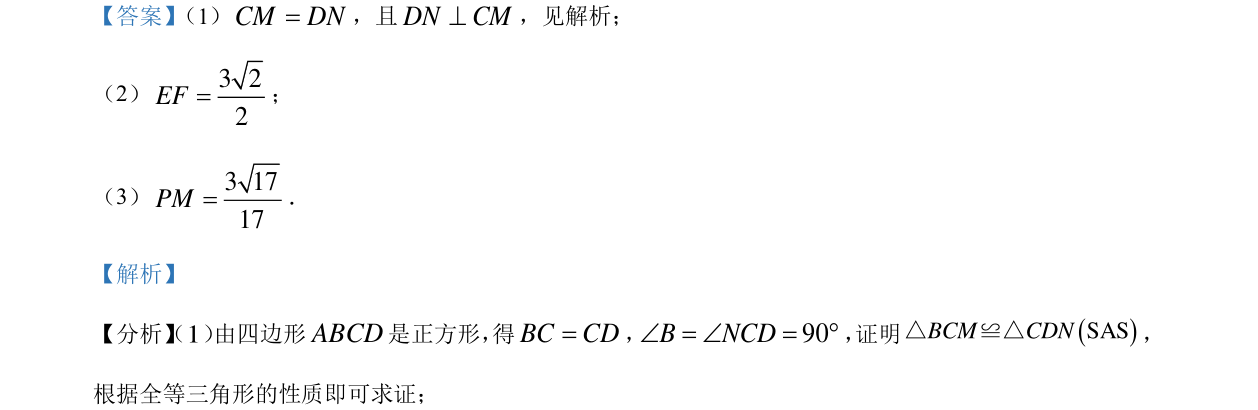 【答案】（1） CM = DN ，且 DN ⊥ CM ，见解析；
（2） EF = 3√2/2 ；
（3） PM = 3√17/17 .
【解析】
【分析】（1）由四边形 ABCD 是正方形，得 BC = CD ，∠B = ∠NCD = 90° ，证明△BCM≌△CDN(SAS) ，
根据全等三角形的性质即可求证；